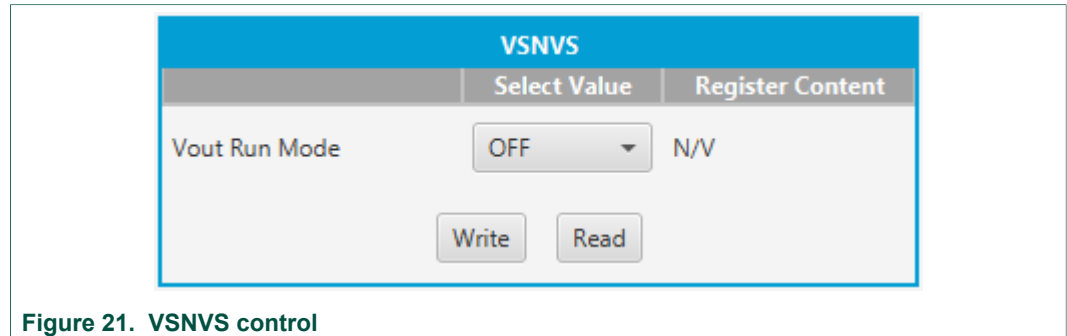 VSNVS
Select Value Register Content
Vout Run Mode OFF N/V
Write Read
Figure 21. VSNVS control